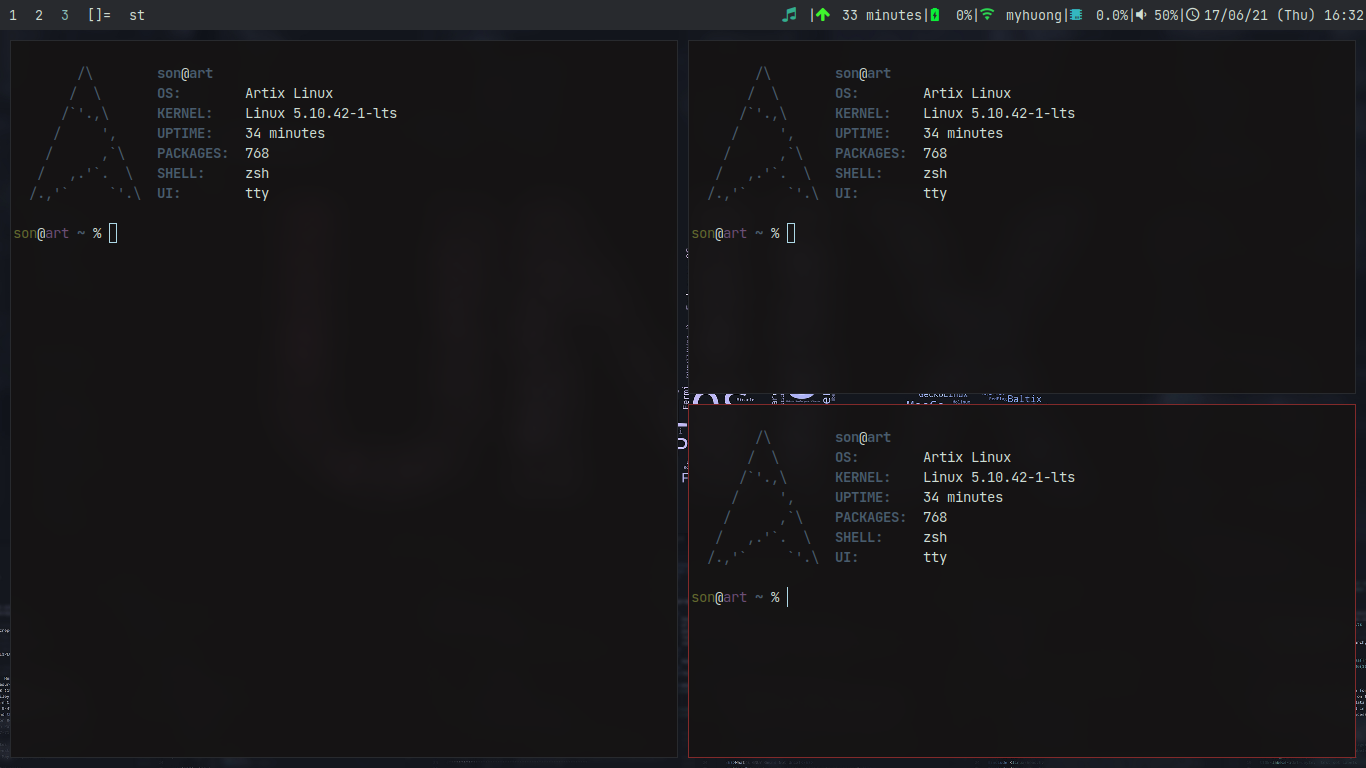 1 2 3 []= st 33 minutes| 0%| myhuong| 0.0%| 50%| 17/06/21 (Thu) 16:32
son@art
OS: Artix Linux
KERNEL: Linux 5.10.42-1-lts
UPTIME: 34 minutes
PACKAGES: 768
SHELL: zsh
UI: tty
son@art ~ %
son@art
OS: Artix Linux
KERNEL: Linux 5.10.42-1-lts
UPTIME: 34 minutes
PACKAGES: 768
SHELL: zsh
UI: tty
son@art ~ %
Baltix
son@art
OS: Artix Linux
KERNEL: Linux 5.10.42-1-lts
UPTIME: 34 minutes
PACKAGES: 768
SHELL: zsh
UI: tty
son@art ~ %